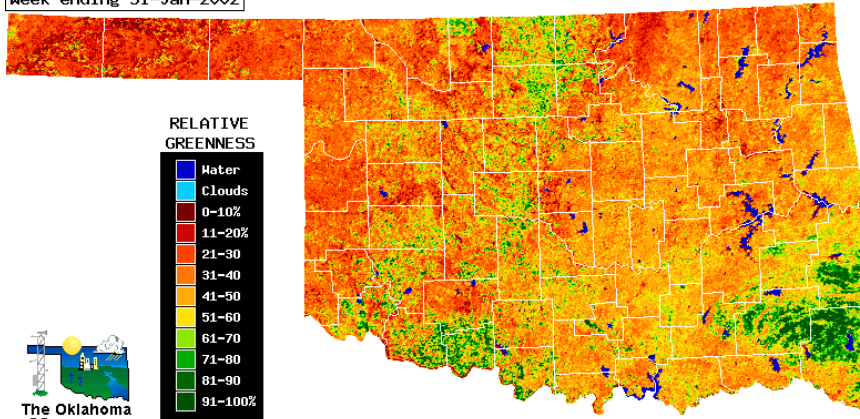 Week ending 31-Jan-2002
RELATIVE
GREENNESS
Water
Clouds
0-10%
11-20%
21-30
31-40
41-50
51-60
61-70
71-80
81-90
91-100%
The Oklahoma